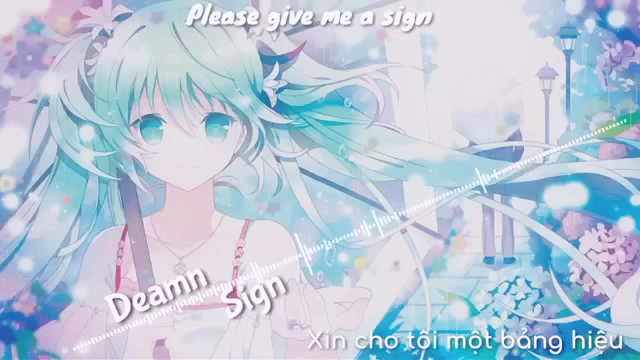 Please give me a sign
Deamn
Sign
Xin cho tôi một bảng hiệu